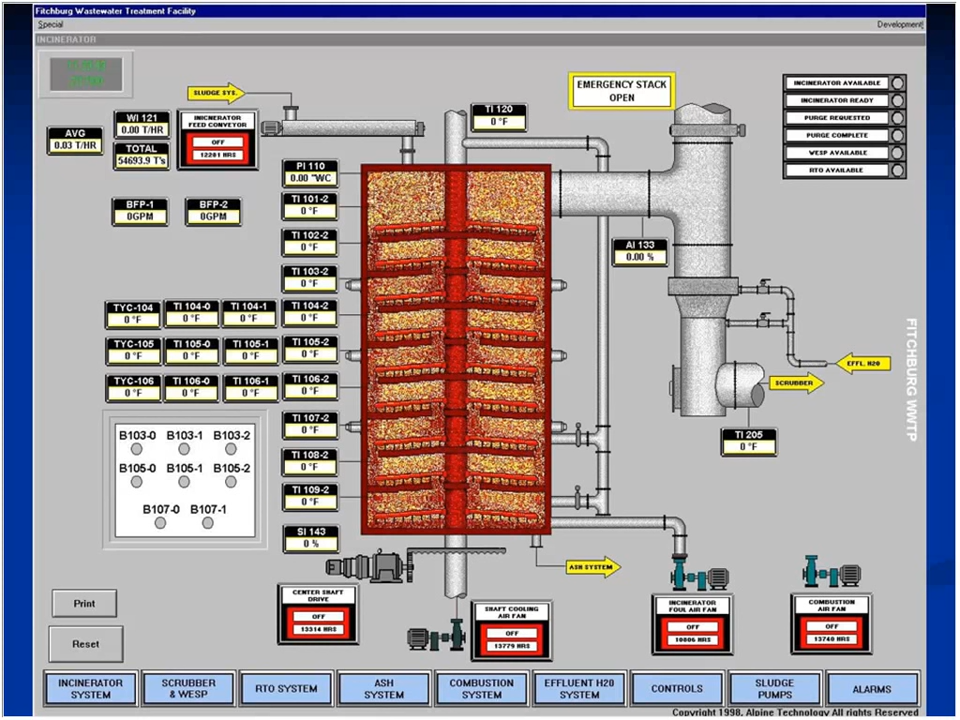 Fitchburg Wastewater Treatment Facility
Special
Development
INCINERATOR
SLUDGE SYS.
AVG
0.03 T/HR
WI 121
0.00 T/HR
TOTAL
54693.9 T's
INICNERATOR
FEED CONVEYOR
OFF
12201 HRS
BFP-1
0GPM
BFP-2
0GPM
TI 120
0 °F
EMERGENCY STACK
OPEN
INCINERATOR AVAILABLE
INCINERATOR READY
PURGE REQUESTED
PURGE COMPLETE
WESP AVAILABLE
RTO AVAILABLE
PI 110
0.00 "WC
TI 101-2
0 °F
TI 102-2
0 °F
TI 103-2
0 °F
AI 133
0.00 %
TYC-104
0 °F
TI 104-0
0 °F
TI 104-1
0 °F
TI 104-2
0 °F
TYC-105
0 °F
TI 105-0
0 °F
TI 105-1
0 °F
TI 105-2
0 °F
TYC-106
0 °F
TI 106-0
0 °F
TI 106-1
0 °F
TI 106-2
0 °F
EFFL. H20
SCRUBBER
FITCHBURG WWTP
TI 107-2
0 °F
TI 108-2
0 °F
TI 109-2
0 °F
SI 143
0 %
TI 205
0 °F
B103-0 B103-1 B103-2
B105-0 B105-1 B105-2
B107-0 B107-1
ASH SYSTEM
Print
Reset
CENTER SHAFT
DRIVE
OFF
13314 HRS
SHAFT COOLING
AIR FAN
OFF
13779 HRS
INCINERATOR
FOUL AIR FAN
OFF
10806 HRS
COMBUSTION
AIR FAN
OFF
13740 HRS
INCINERATOR
SYSTEM
SCRUBBER
& WESP
RTO SYSTEM
ASH
SYSTEM
COMBUSTION
SYSTEM
EFFLUENT H20
SYSTEM
CONTROLS
SLUDGE
PUMPS
ALARMS
Copyright 1998, Alpine Technology All rights Reserved